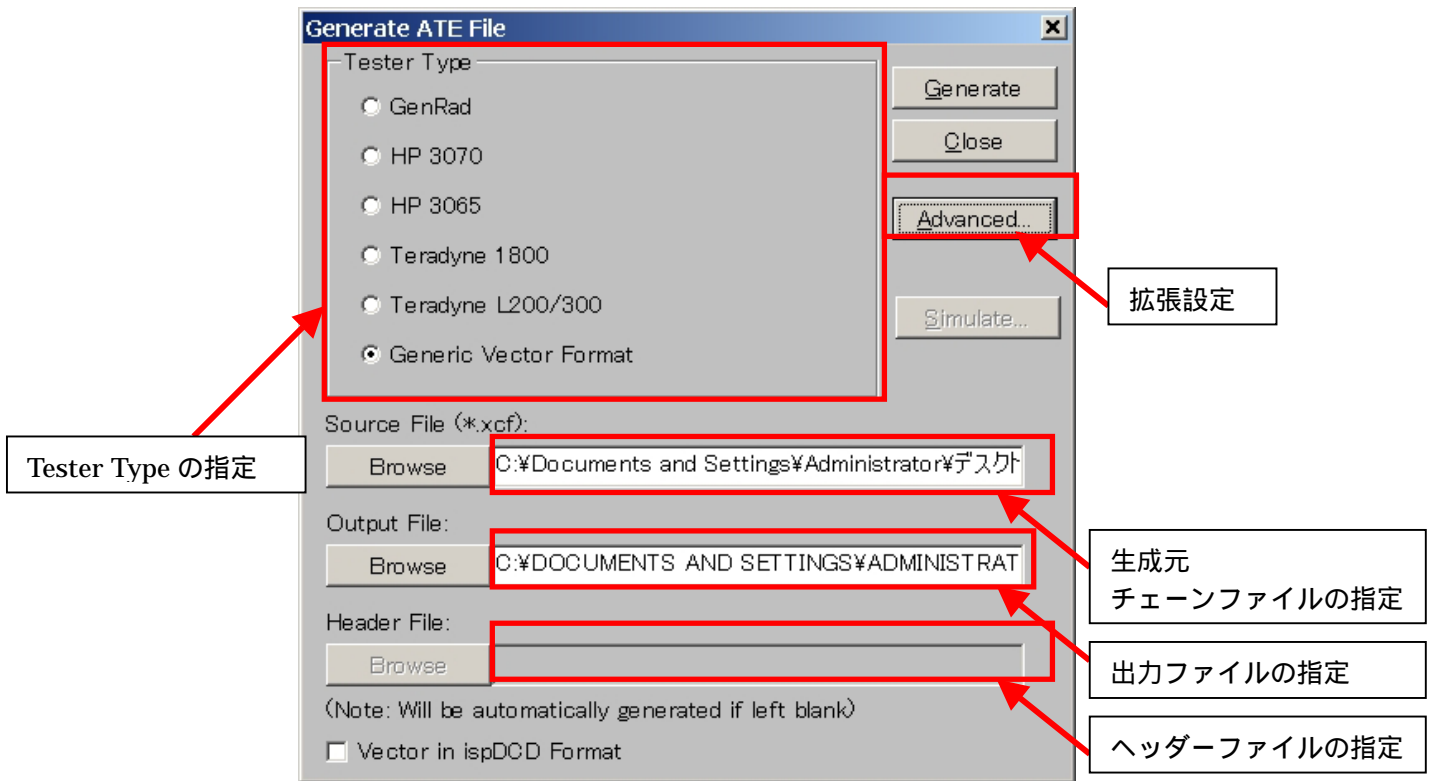 Generate ATE File
Tester Type
GenRad
HP 3070
HP 3065
Teradyne 1800
Teradyne L200/300
Generic Vector Format
Generate
Close
Advanced...
Simulate...
拡張設定
Tester Type の指定
Source File (*.xcf):
Browse
C:¥Documents and Settings¥Administrator¥デスクト
Output File:
Browse
C:¥DOCUMENTS AND SETTINGS¥ADMINISTRAT
Header File:
Browse
(Note: Will be automatically generated if left blank)
Vector in ispDCD Format
生成元
チェーンファイルの指定
出力ファイルの指定
ヘッダーファイルの指定